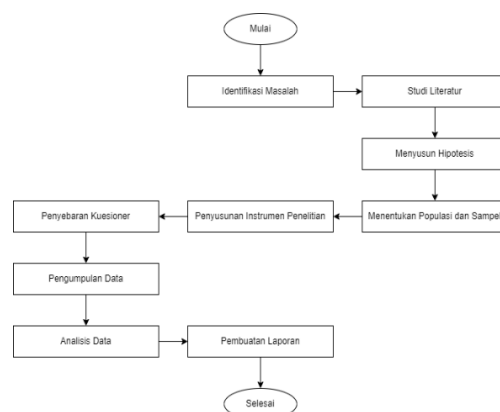 Mulai
Identifikasi Masalah
Studi Literatur
Menyusun Hipotesis
Menentukan Populasi dan Sampel
Penyusunan Instrumen Penelitian
Penyebaran Kuesioner
Pengumpulan Data
Analisis Data
Pembuatan Laporan
Selesai